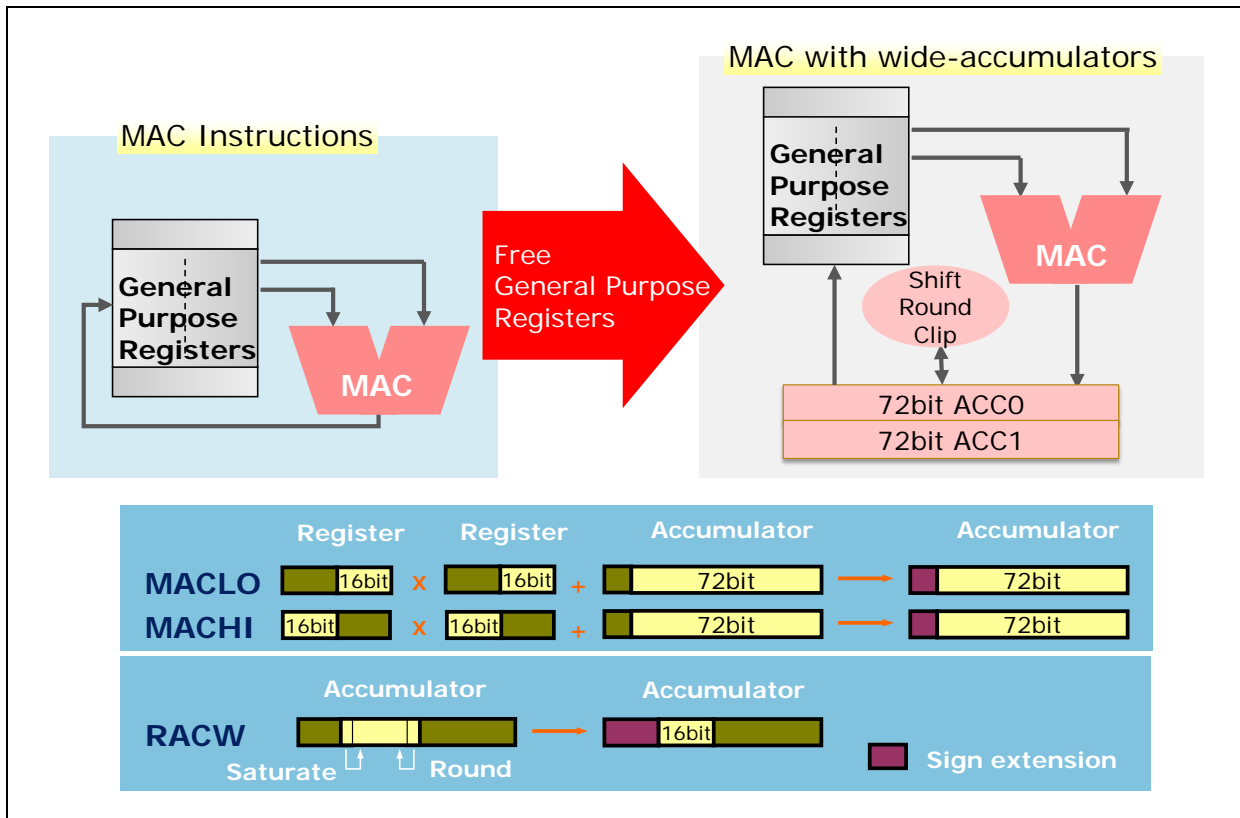 MAC with wide-accumulators
MAC Instructions
General
Purpose
Registers
MAC
Free
General Purpose
Registers
General
Purpose
Registers
MAC
Shift
Round
Clip
72bit ACC0
72bit ACC1
Register Register Accumulator Accumulator
MACLO 16bit x 16bit + 72bit 72bit
MACHI 16bit x 16bit + 72bit 72bit
Accumulator Accumulator
RACW 16bit
Saturate Round Sign extension